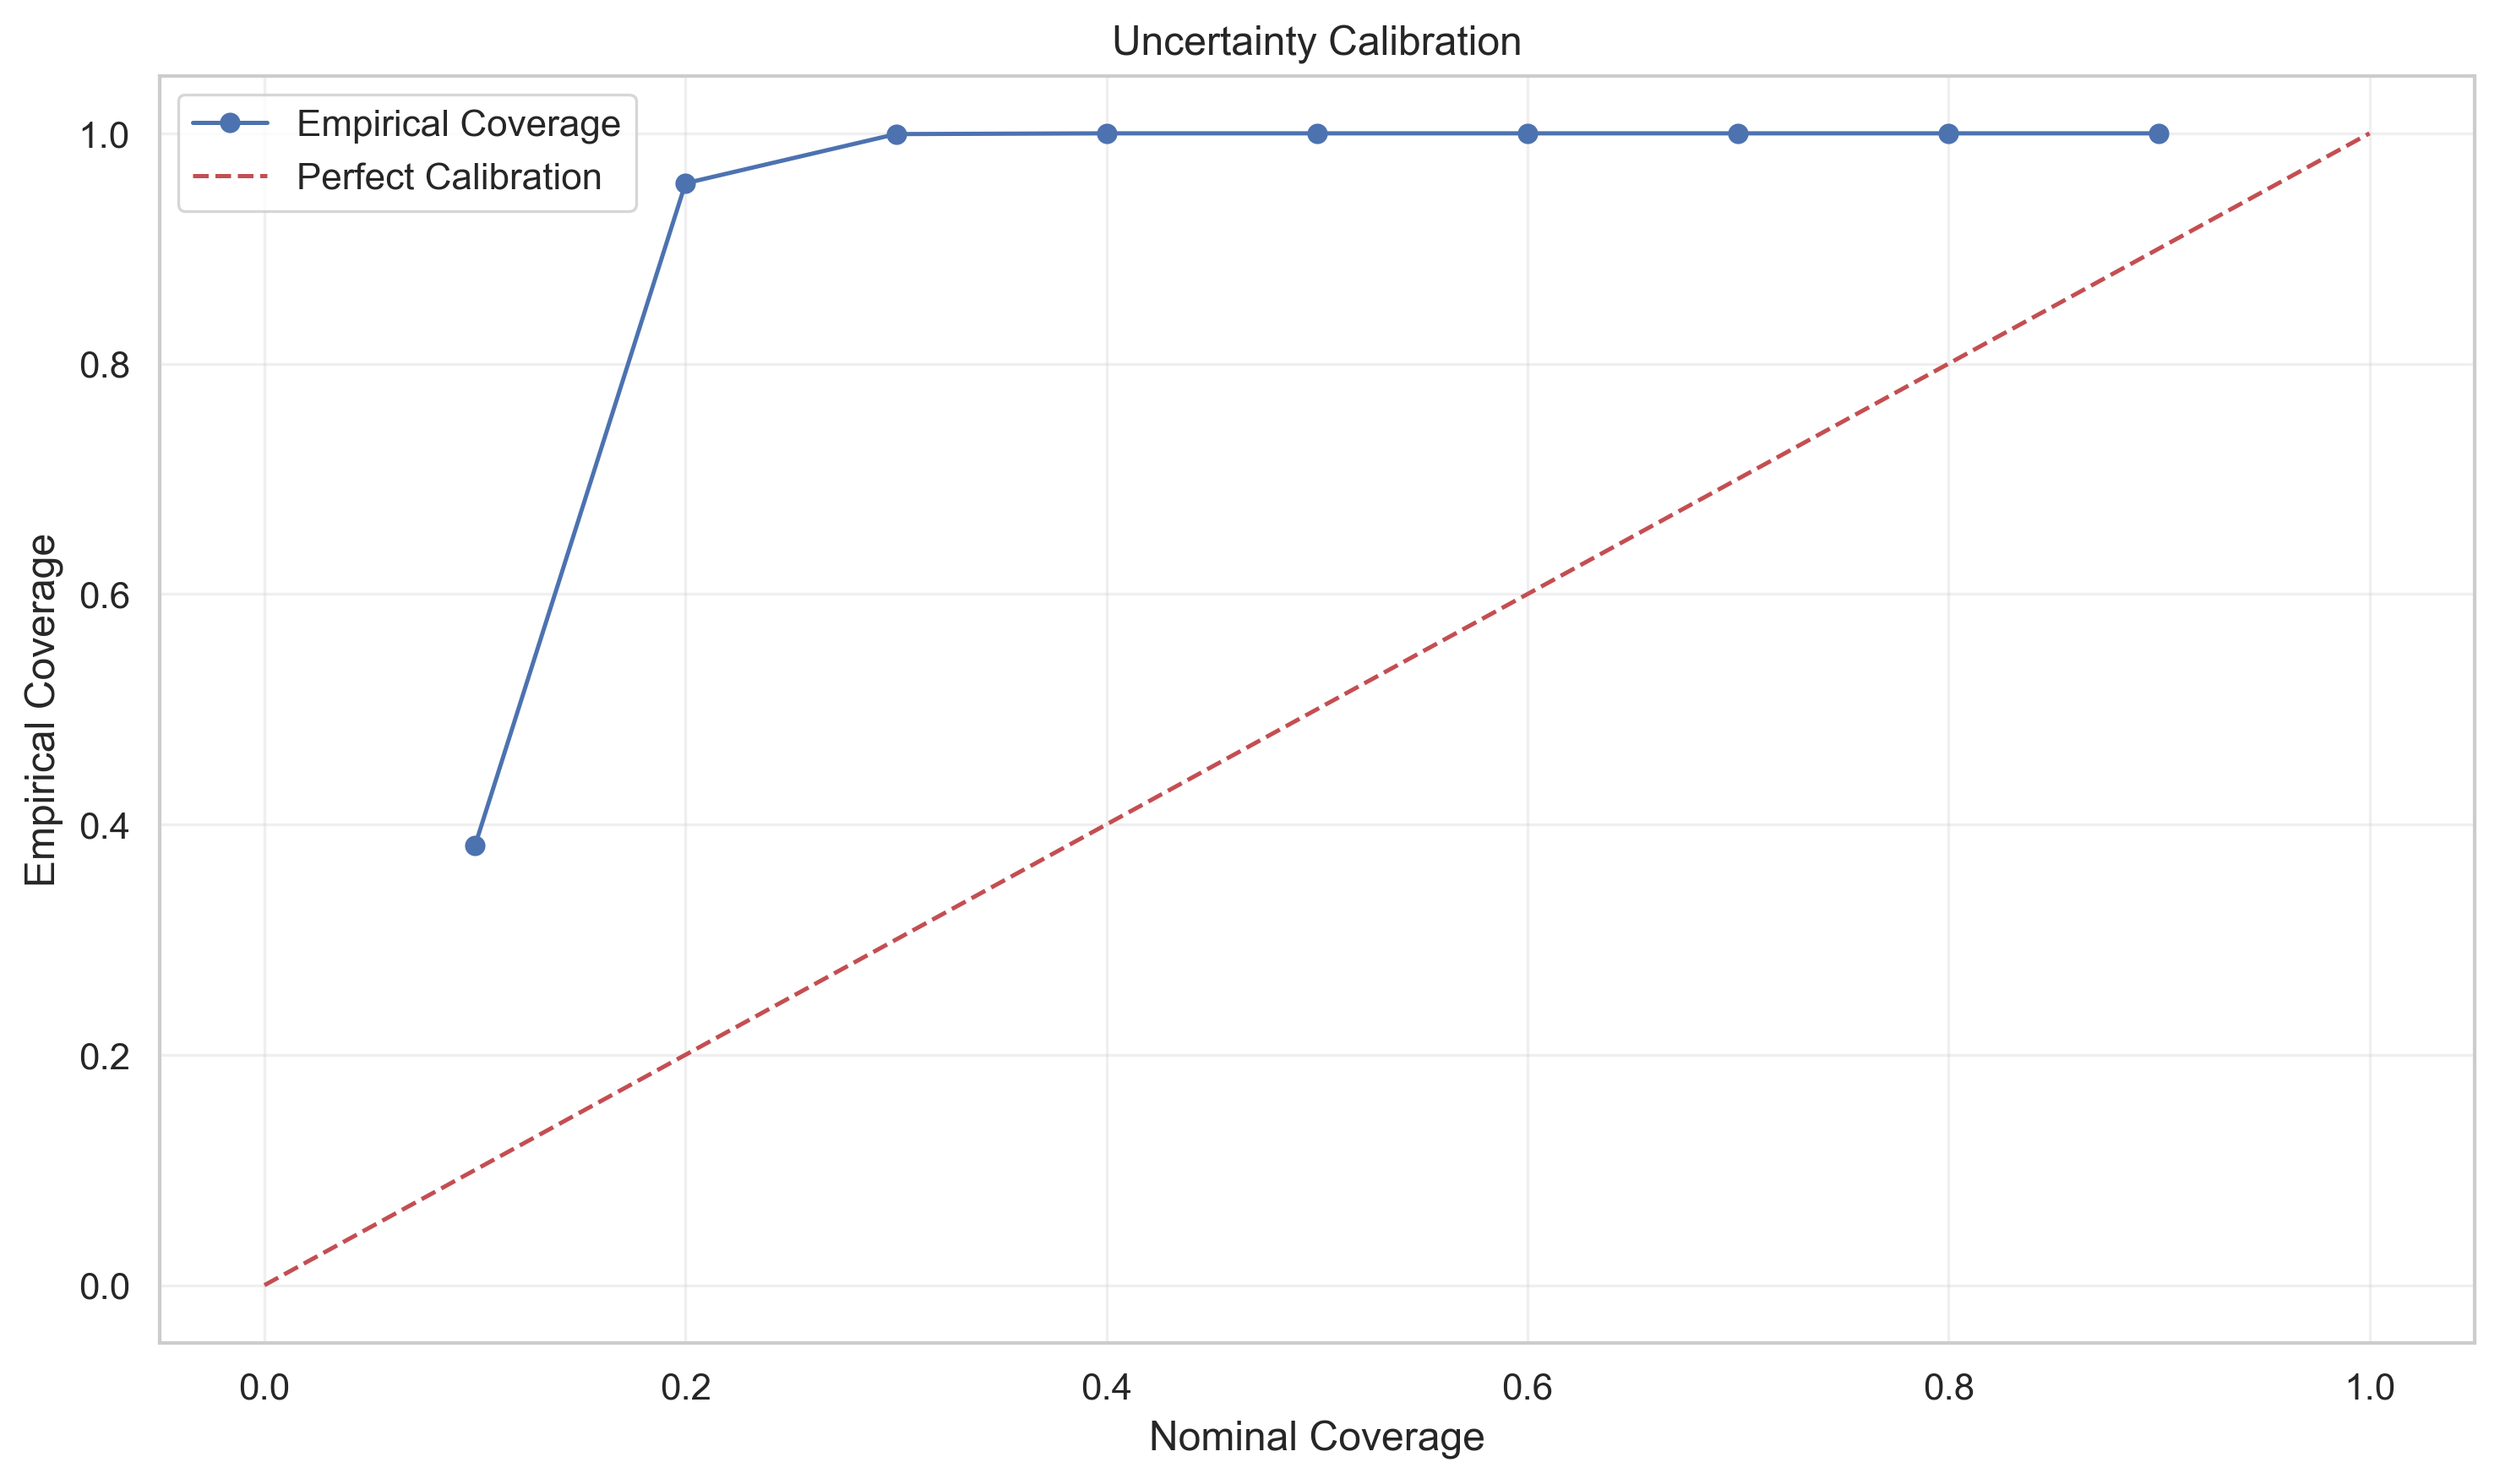 Uncertainty Calibration
Empirical Coverage
Perfect Calibration
1.0
0.8
0.6
0.4
0.2
0.0
Empirical Coverage
0.0 0.2 0.4 0.6 0.8 1.0
Nominal Coverage